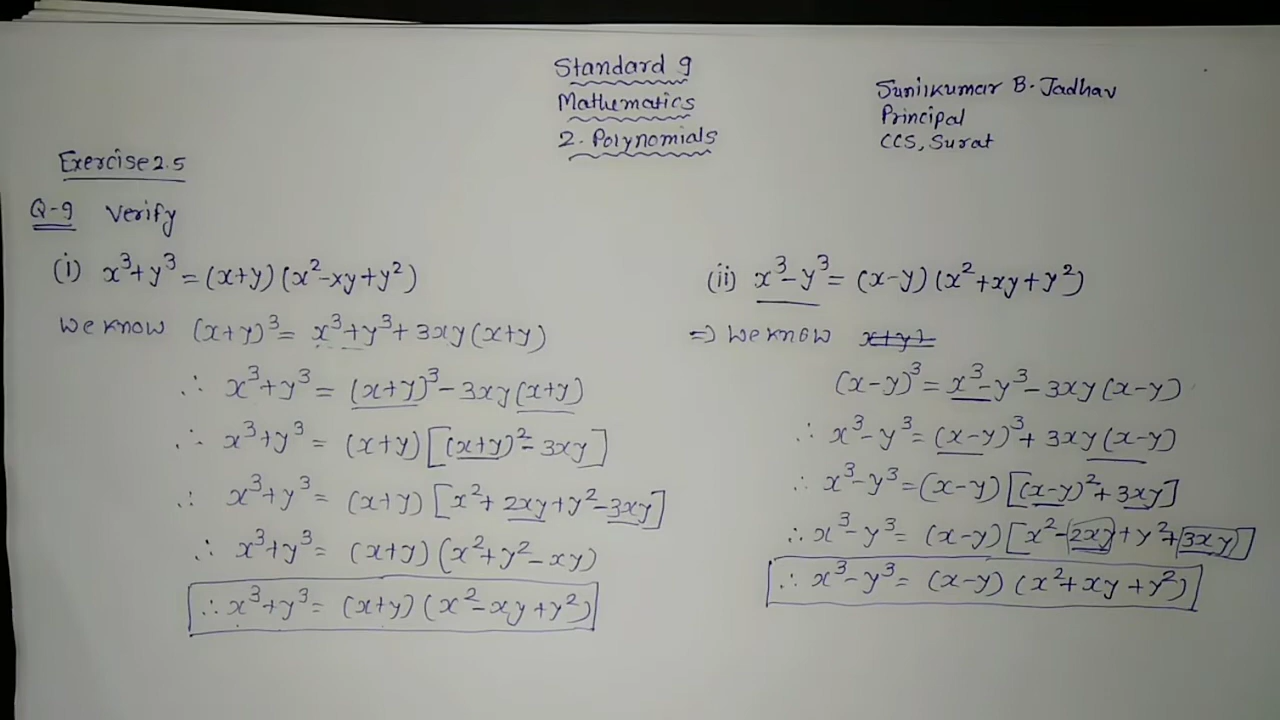 Standard 9
Mathematics
2. Polynomials
Sunilkumar B. Jadhav
Principal
CCS, Surat
Exercise 2.5
Q-9 Verify
(i) x³+y³ = (x+y) (x²-xy+y²)
We know (x+y)³ = x³+y³+3xy(x+y)
∴ x³+y³ = (x+y)³-3xy(x+y)
∴ x³+y³ = (x+y) [(x+y)²-3xy]
∴ x³+y³ = (x+y) [x²+2xy+y²-3xy]
∴ x³+y³ = (x+y) (x²+y²-xy)
∴ x³+y³ = (x+y) (x²-xy+y²)
(ii) x³-y³ = (x-y) (x²+xy+y²)
⇒ We know
(x-y)³ = x³-y³-3xy(x-y)
∴ x³-y³ = (x-y)³+3xy(x-y)
∴ x³-y³ = (x-y) [(x-y)²+3xy]
∴ x³-y³ = (x-y) [x²-2xy+y²+3xy]
∴ x³-y³ = (x-y) (x²+xy+y²)